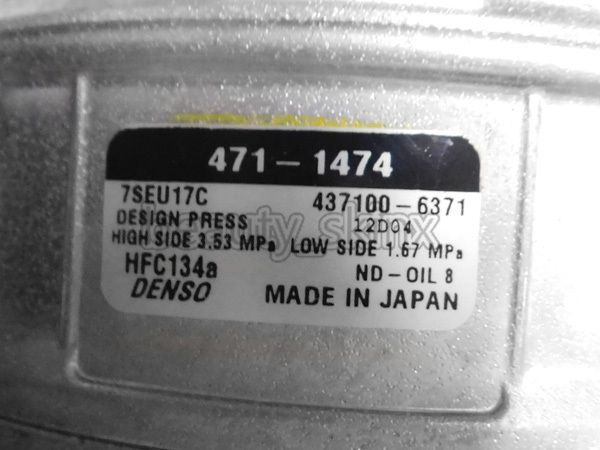 471-1474
7SEU17C 437100-6371
DESIGN PRESS 12D04
HIGH SIDE 3.53 MPa LOW SIDE 1.67 MPa
HFC134a ND-OIL 8
DENSO MADE IN JAPAN
beauty_skinx